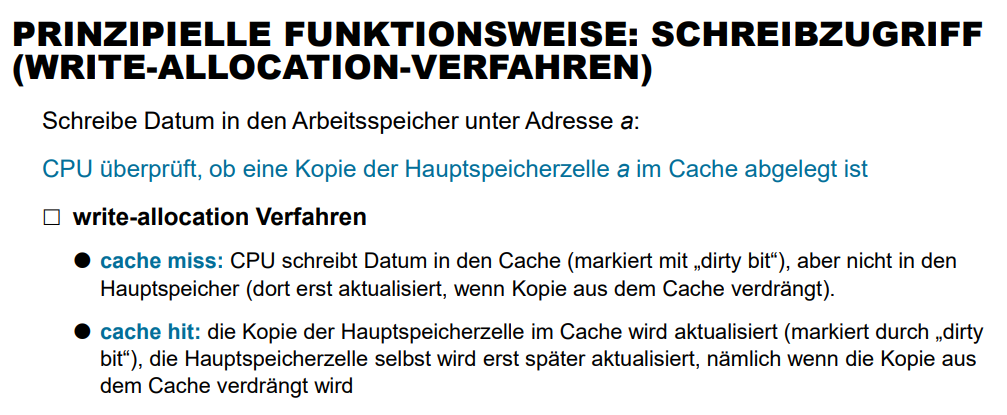 PRINZIPIELLE FUNKTIONSWEISE: SCHREIBZUGRIFF
(WRITE-ALLOCATION-VERFAHREN)
Schreibe Datum in den Arbeitsspeicher unter Adresse a:
CPU überprüft, ob eine Kopie der Hauptspeicherzelle a im Cache abgelegt ist
☐ write-allocation Verfahren
● cache miss: CPU schreibt Datum in den Cache (markiert mit „dirty bit“), aber nicht in den
Hauptspeicher (dort erst aktualisiert, wenn Kopie aus dem Cache verdrängt).
● cache hit: die Kopie der Hauptspeicherzelle im Cache wird aktualisiert (markiert durch „dirty
bit“), die Hauptspeicherzelle selbst wird erst später aktualisiert, nämlich wenn die Kopie aus
dem Cache verdrängt wird